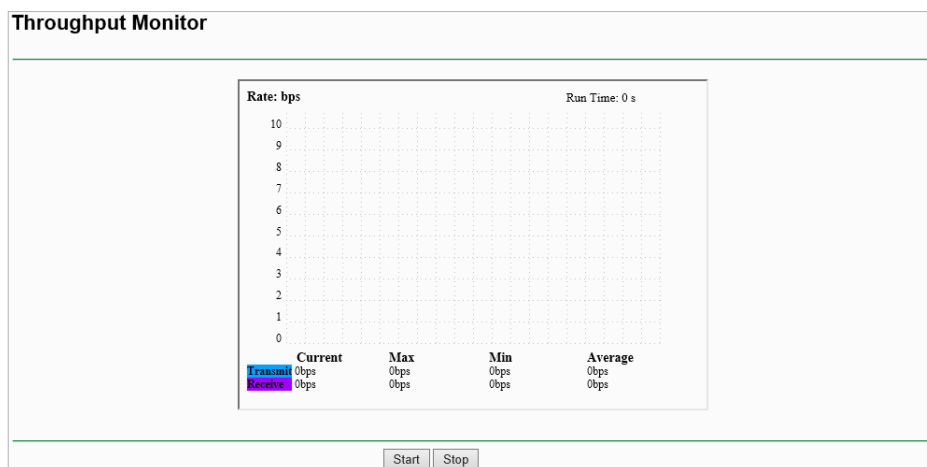 Throughput Monitor
Rate: bps Run Time: 0 s
10
9
8
7
6
5
4
3
2
1
0
Current Max Min Average
Transmit 0bps 0bps 0bps 0bps
Receive 0bps 0bps 0bps 0bps
Start Stop